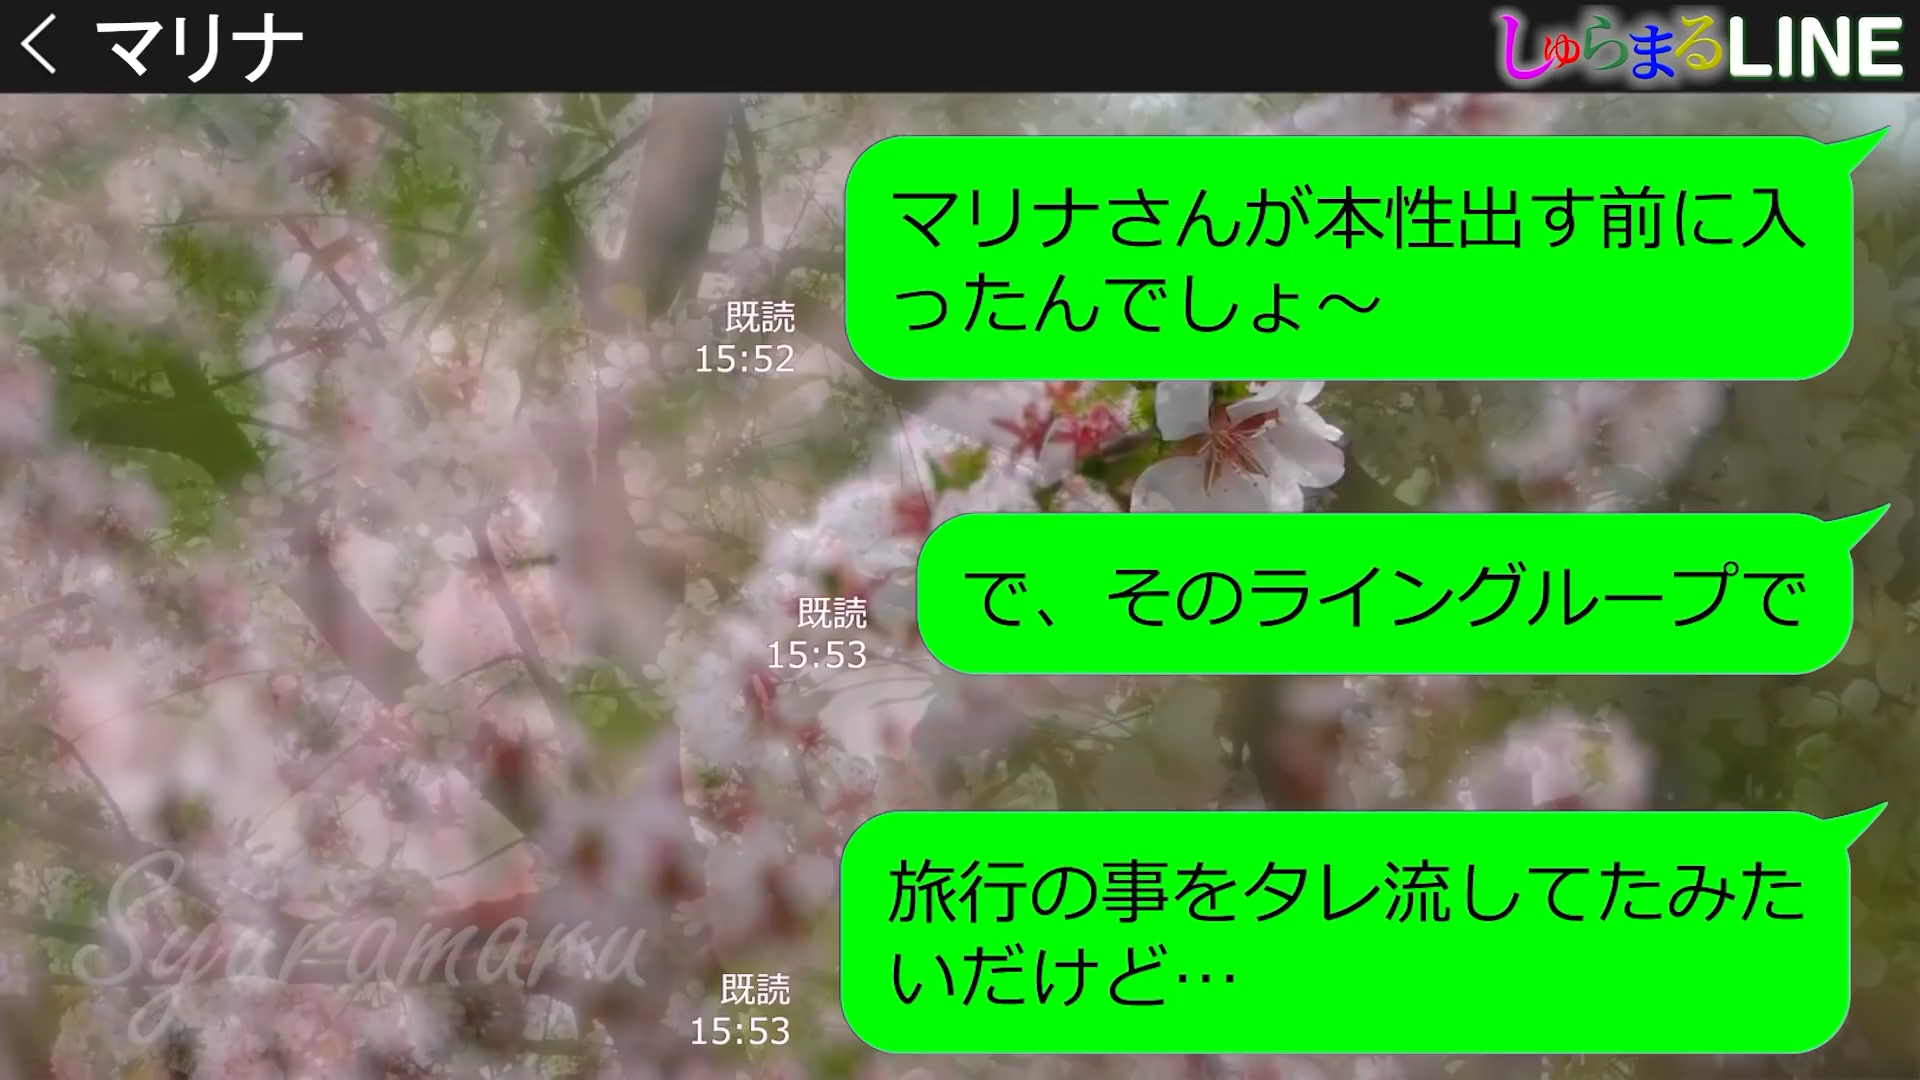 マリナ
しゅらまるLINE
マリナさんが本性出す前に入
ったんでしょ～
既読
15:52
で、そのライングループで
既読
15:53
旅行の事をタレ流してたみた
いだけど…
既読
15:53
Syuramaru